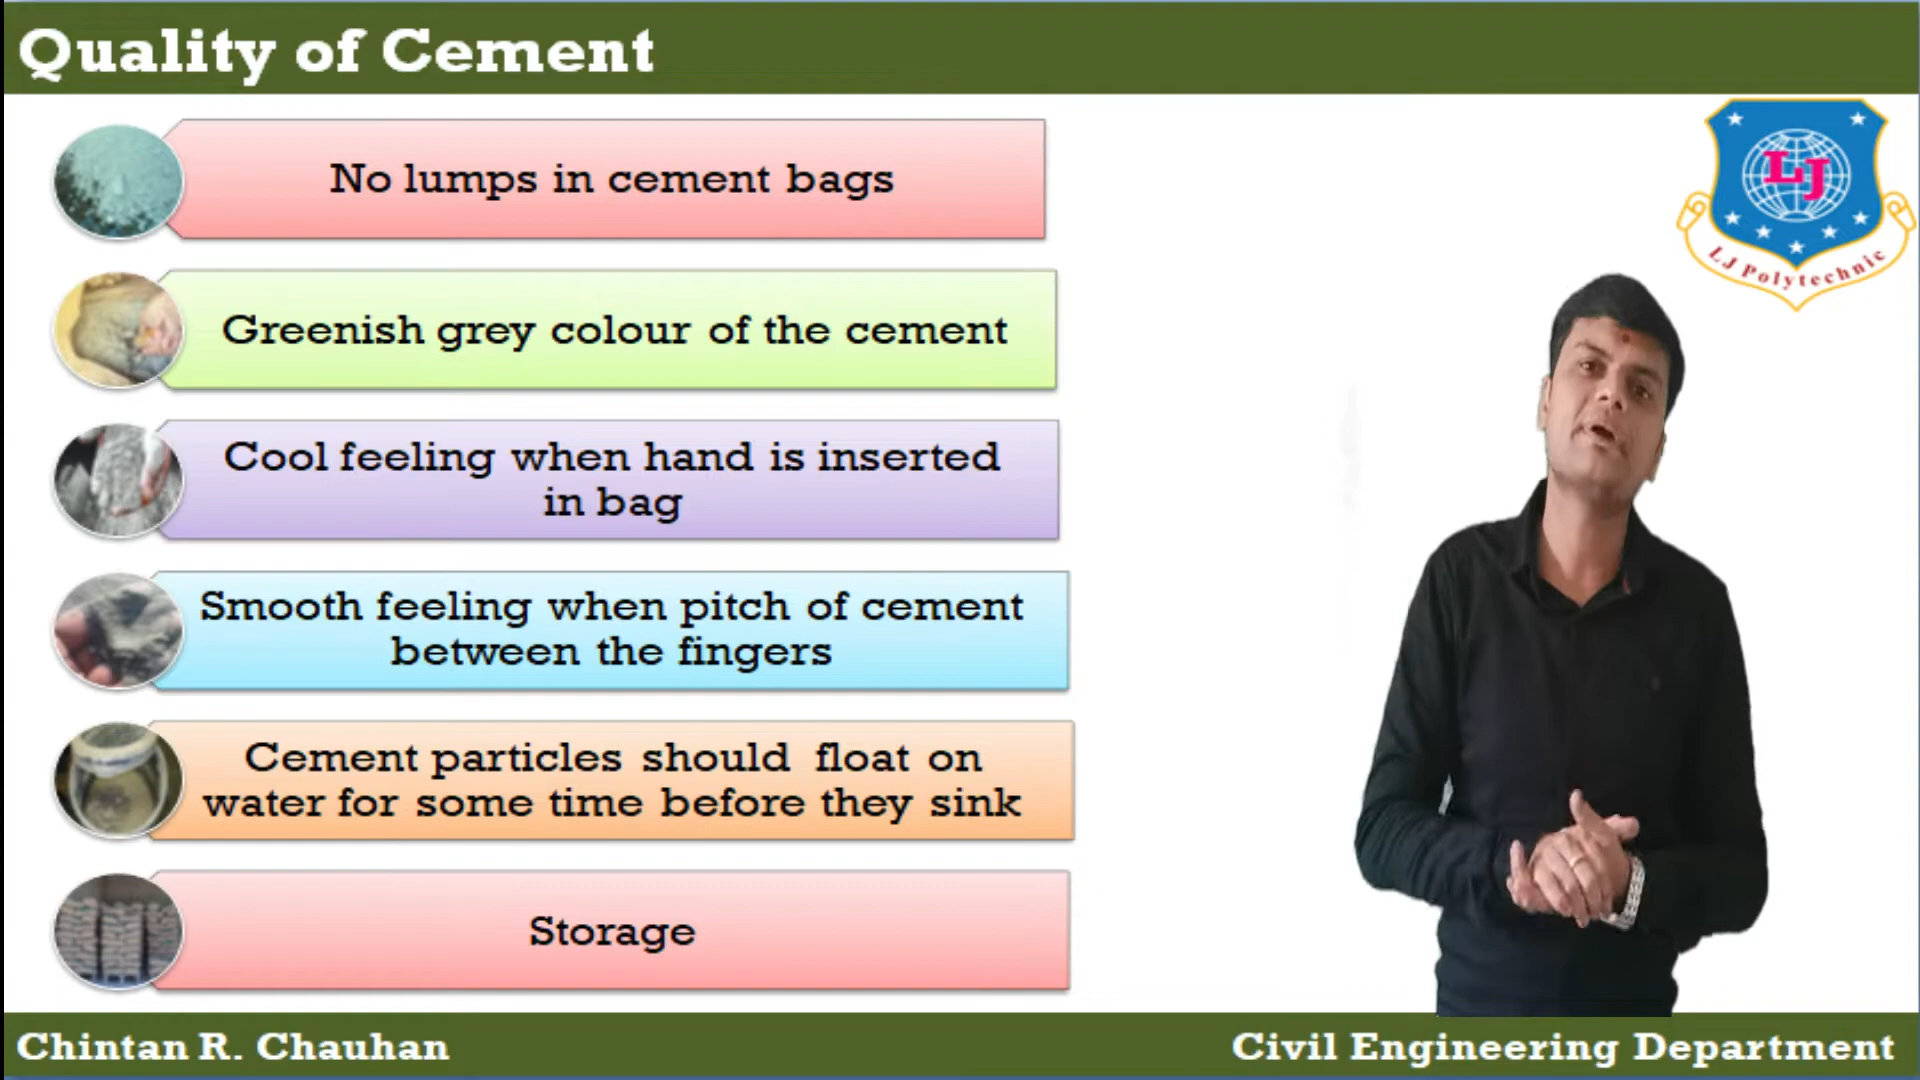 Quality of Cement
No lumps in cement bags
Greenish grey colour of the cement
Cool feeling when hand is inserted
in bag
Smooth feeling when pitch of cement
between the fingers
Cement particles should float on
water for some time before they sink
Storage
LJ
LJ Polytechnic
Chintan R. Chauhan
Civil Engineering Department